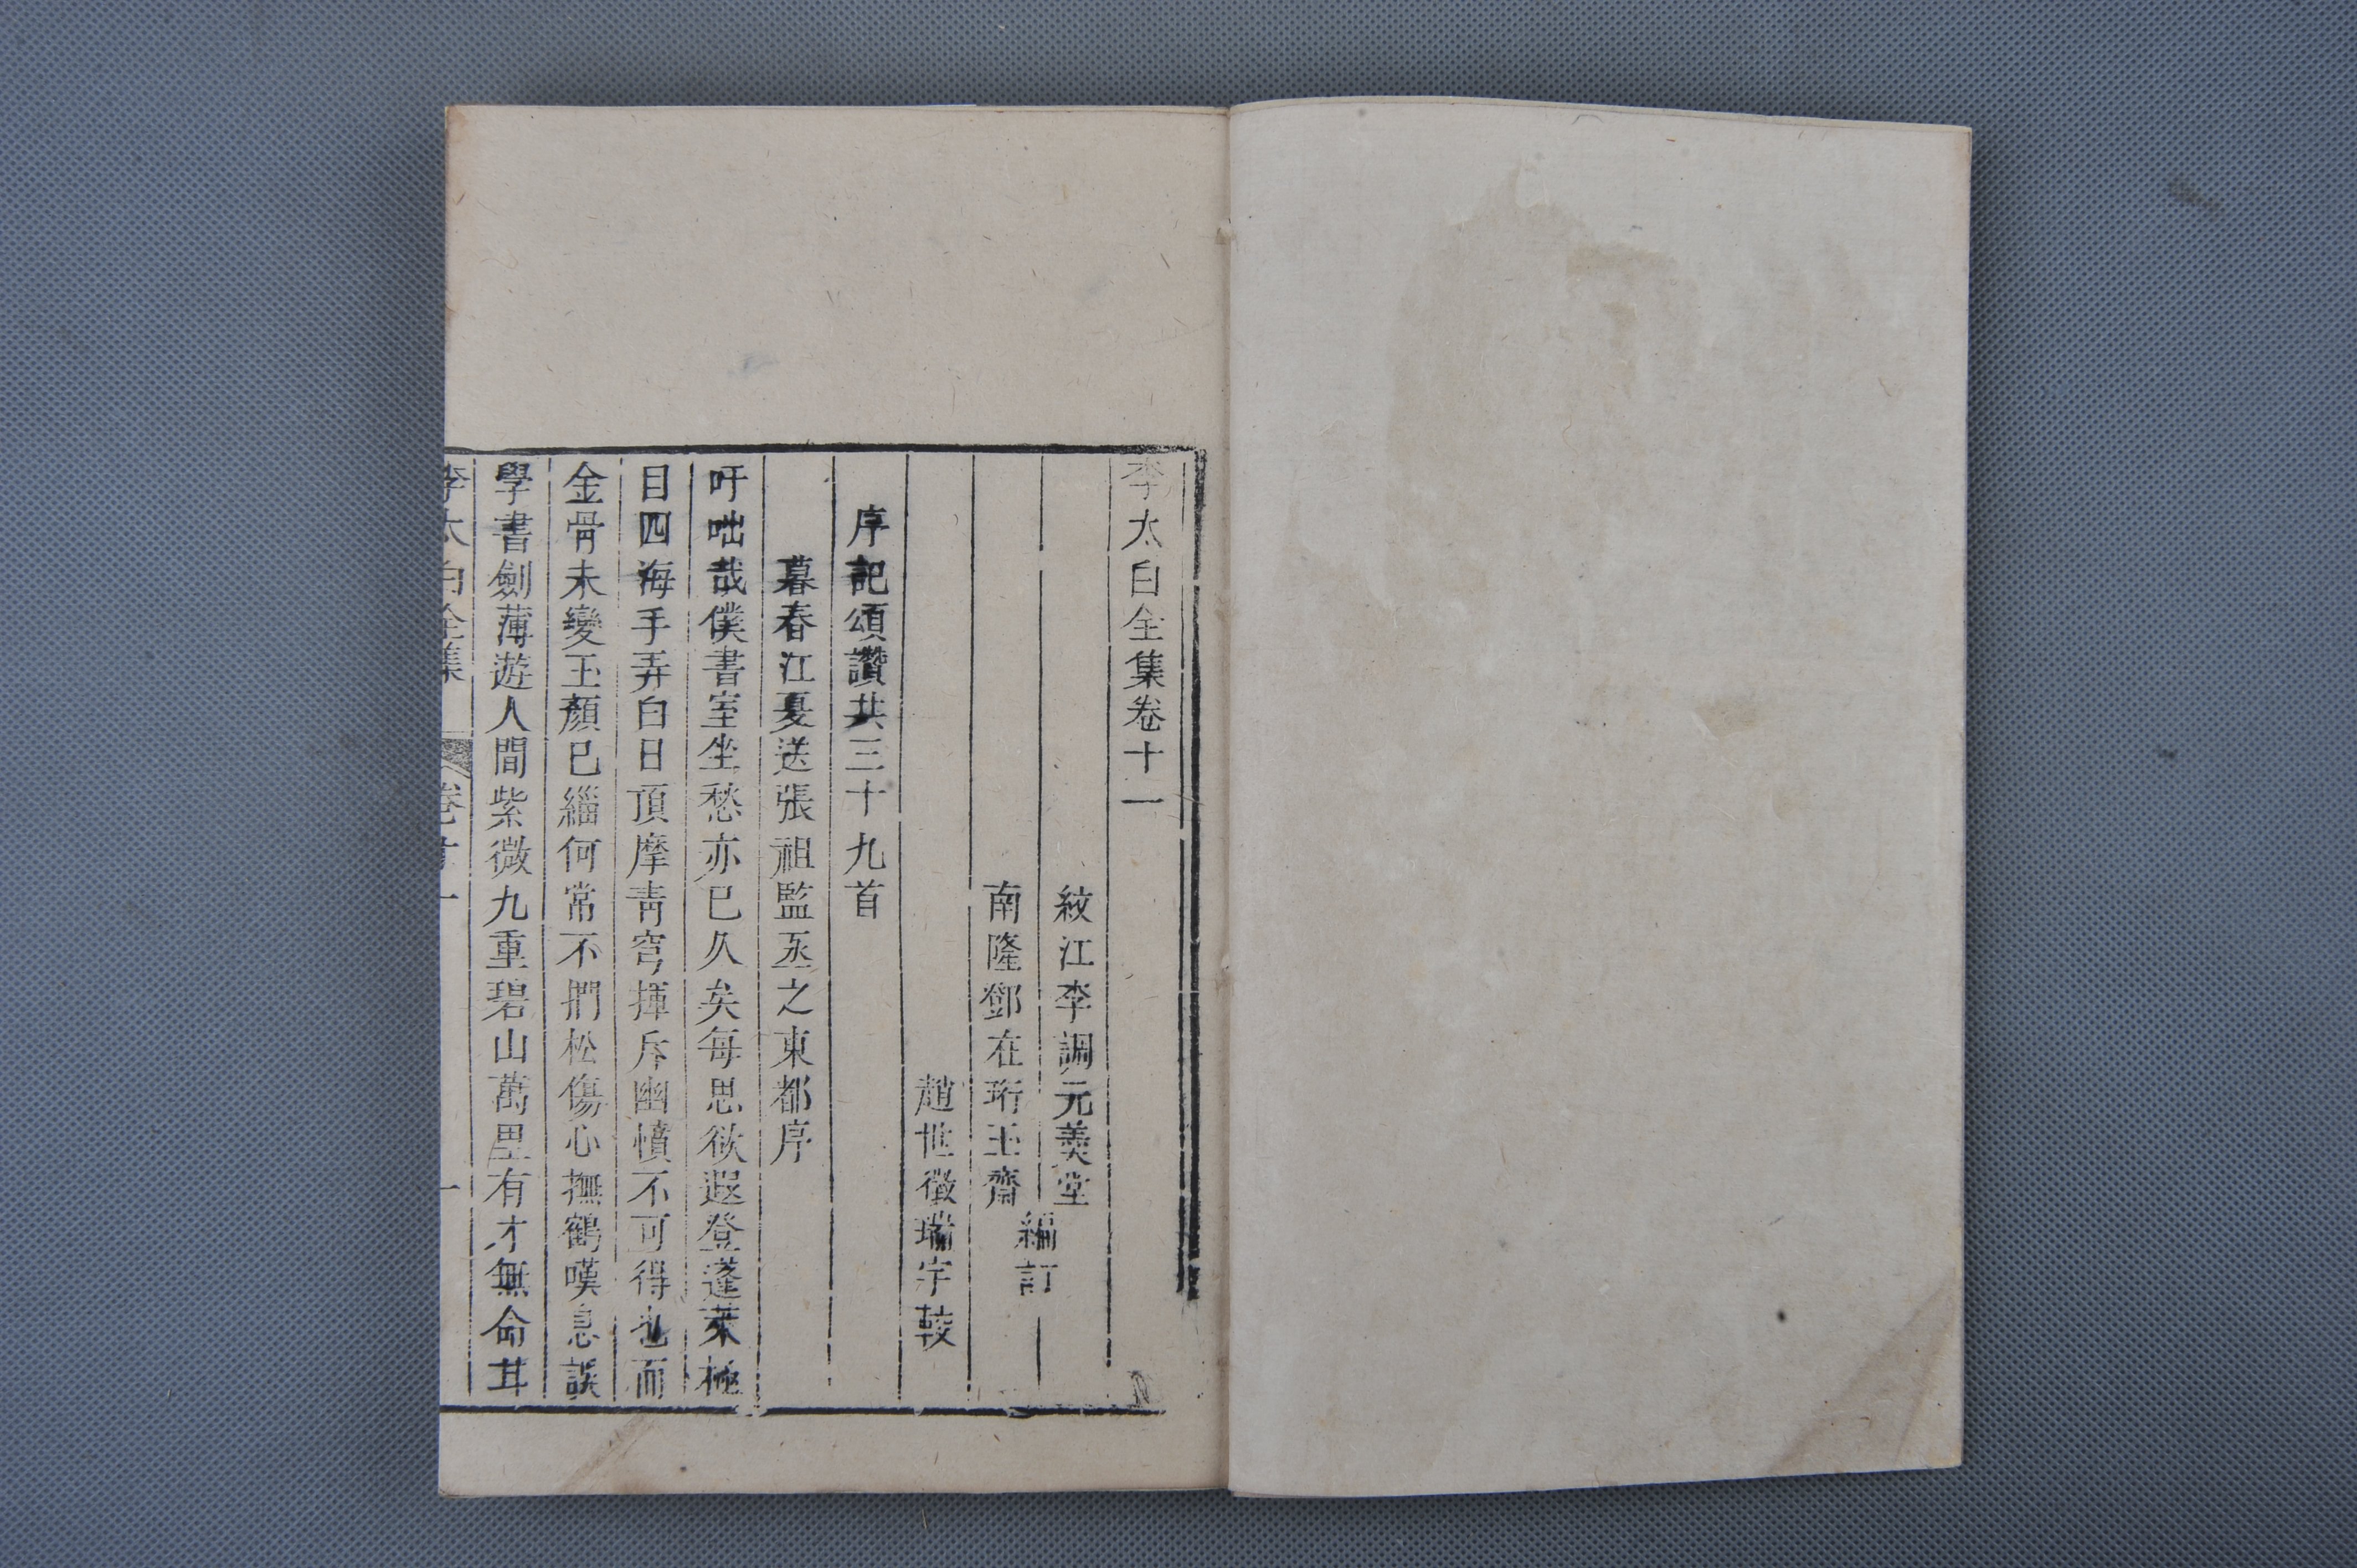 李太白全集卷十一
紋江李調元羹堂
南隆鄧在珩玉齋
編訂
趙世徵瑞宇較
序記頌讚共三十九首
暮春江夏送張祖監丞之東都序
吁咄哉僕書室坐愁亦已久矣每思欲遐登蓬萊極
目四海手弄白日頂摩青穹揮斥幽憤不可得也而
金骨未變玉顏已緇何常不捫松傷心撫鶴嘆息誤
學書劍薄遊人間紫微九重碧山萬里有才無命甘
李太白全集 卷十一 一